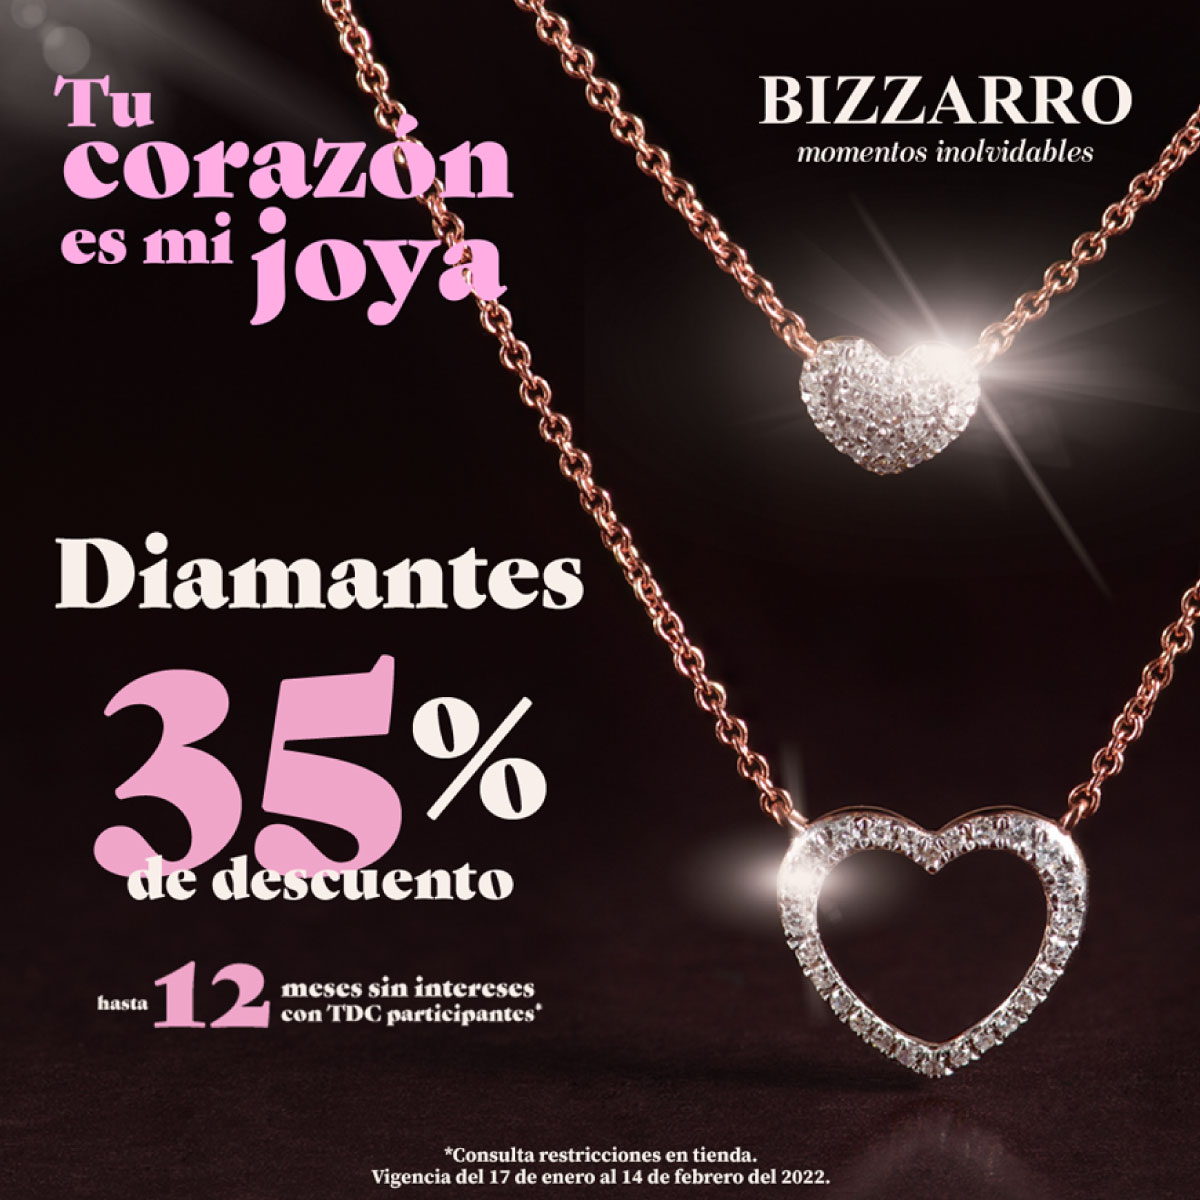 Tu
corazón
es mi joya
BIZZARRO
momentos inolvidables
Diamantes
35%
de descuento
hasta 12 meses sin intereses
con TDC participantes*
*Consulta restricciones en tienda.
Vigencia del 17 de enero al 14 de febrero del 2022.